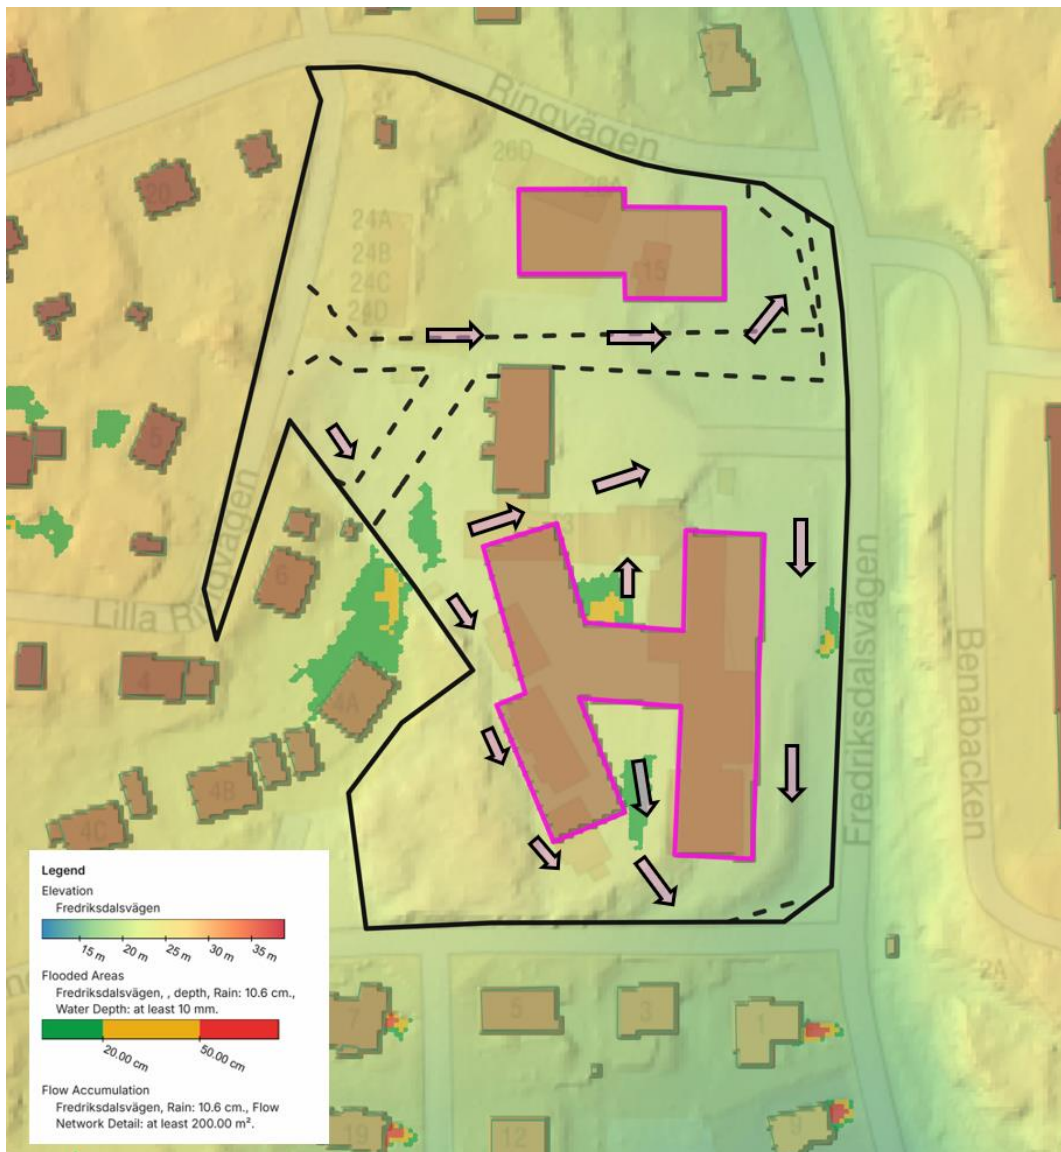 17
Ringvägen
26D
20
24A
24B
24C
24D
15
5
6
Lilla Ringvägen
4
4A
4B
4C
Fredriksdalsvägen
Benabacken
2A
7
5
3
1
19
12
9
Legend
Elevation
Fredriksdalsvägen
15 m 20 m 25 m 30 m 35 m
Flooded Areas
Fredriksdalsvägen, , depth, Rain: 10.6 cm.,
Water Depth: at least 10 mm.
20.00 cm 50.00 cm
Flow Accumulation
Fredriksdalsvägen, Rain: 10.6 cm., Flow
Network Detail: at least 200.00 m².